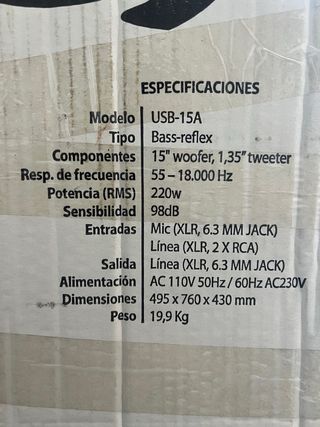 ESPECIFICACIONES
Modelo USB-15A
Tipo Bass-reflex
Componentes 15" woofer, 1,35" tweeter
Resp. de frecuencia 55 – 18.000 Hz
Potencia (RMS) 220w
Sensibilidad 98dB
Entradas Mic (XLR, 6.3 MM JACK)
Línea (XLR, 2 X RCA)
Salida Línea (XLR, 6.3 MM JACK)
Alimentación AC 110V 50Hz / 60Hz AC230V
Dimensiones 495 x 760 x 430 mm
Peso 19,9 Kg